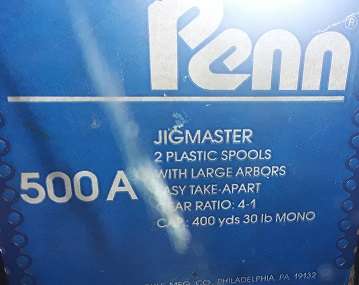 Penn
JIGMASTER
2 PLASTIC SPOOLS
WITH LARGE ARBORS
500 A
EASY TAKE-APART
GEAR RATIO: 4-1
CAP.: 400 yds 30 lb MONO
MFG. CO. PHILADELPHIA, PA. 19132